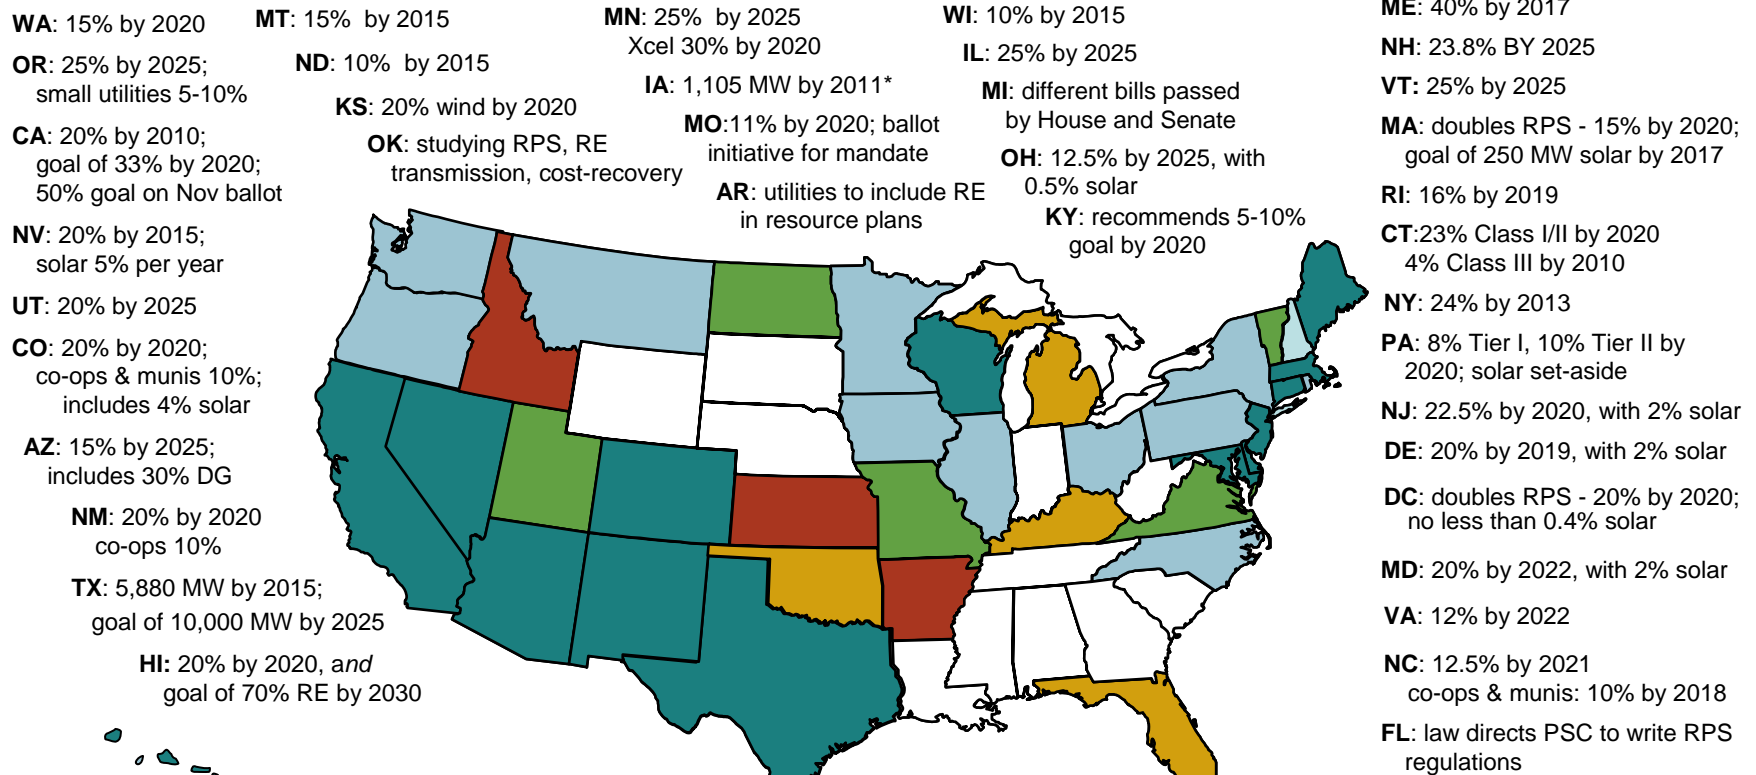 WA: 15% by 2020
OR: 25% by 2025;
small utilities 5-10%
CA: 20% by 2010;
goal of 33% by 2020;
50% goal on Nov ballot
NV: 20% by 2015;
solar 5% per year
UT: 20% by 2025
CO: 20% by 2020;
co-ops & munis 10%;
includes 4% solar
AZ: 15% by 2025;
includes 30% DG
NM: 20% by 2020
co-ops 10%
TX: 5,880 MW by 2015;
goal of 10,000 MW by 2025
HI: 20% by 2020, and
goal of 70% RE by 2030
MT: 15% by 2015
ND: 10% by 2015
KS: 20% wind by 2020
OK: studying RPS, RE
transmission, cost-recovery
MN: 25% by 2025
Xcel 30% by 2020
IA: 1,105 MW by 2011*
MO:11% by 2020; ballot
initiative for mandate
AR: utilities to include RE
in resource plans
WI: 10% by 2015
IL: 25% by 2025
MI: different bills passed
by House and Senate
OH: 12.5% by 2025, with
0.5% solar
KY: recommends 5-10%
goal by 2020
ME: 40% by 2017
NH: 23.8% BY 2025
VT: 25% by 2025
MA: doubles RPS - 15% by 2020;
goal of 250 MW solar by 2017
RI: 16% by 2019
CT:23% Class I/II by 2020
4% Class III by 2010
NY: 24% by 2013
PA: 8% Tier I, 10% Tier II by
2020; solar set-aside
NJ: 22.5% by 2020, with 2% solar
DE: 20% by 2019, with 2% solar
DC: doubles RPS - 20% by 2020;
no less than 0.4% solar
MD: 20% by 2022, with 2% solar
VA: 12% by 2022
NC: 12.5% by 2021
co-ops & munis: 10% by 2018
FL: law directs PSC to write RPS
regulations